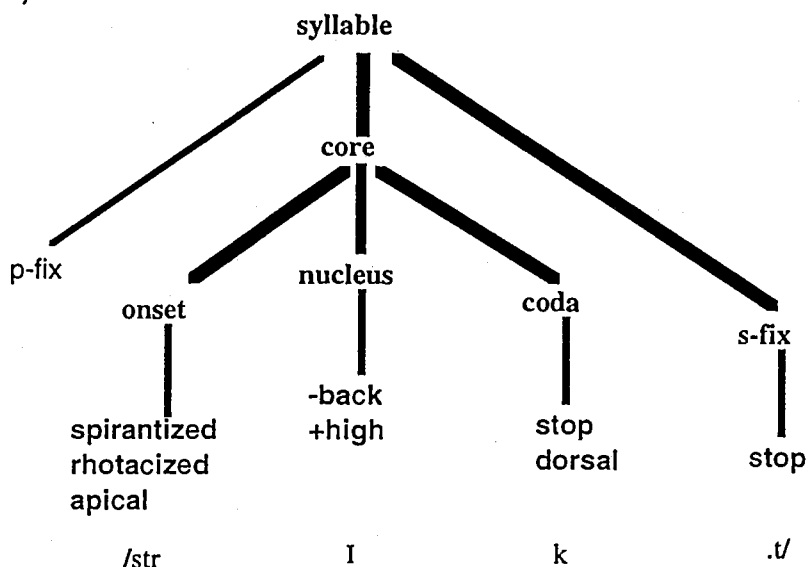 syllable
core
p-fix
onset
nucleus
coda
s-fix
spirantized
rhotacized
apical
-back
+high
stop
dorsal
stop
/str I k .t/